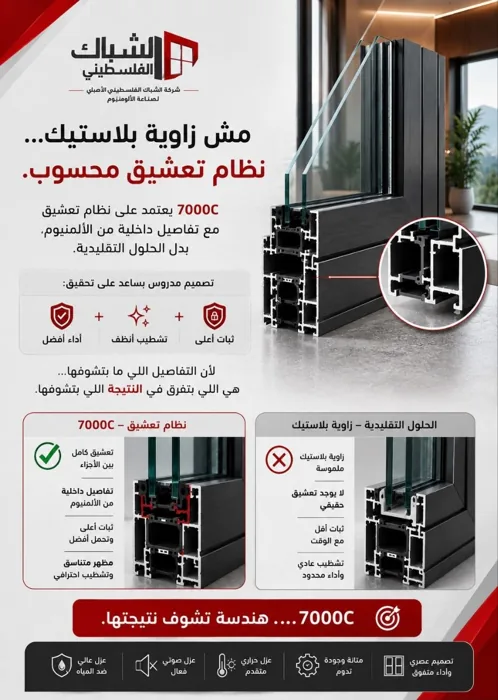 الشباك
الفلسطيني
شركة الشباك الفلسطيني الأصلي
لصناعة الألومنيوم
مش زاوية بلاستيك...
نظام تعشيق محسوب.
7000C يعتمد على نظام تعشيق
مع تفاصيل داخلية من الألمنيوم،
بدل الحلول التقليدية.
تصميم مدروس يساعد على تحقيق:
ثبات أعلى + تشطيب أنظف + أداء أفضل
لأن التفاصيل اللي ما بتشوفها...
هي اللي بتفرق في النتيجة اللي بتشوفها.
الحلول التقليدية – زاوية بلاستيك
زاوية بلاستيك
ملموسة
لا يوجد تعشيق
حقيقي
ثبات أقل
مع الوقت
تشطيب عادي
وأداء محدود
نظام تعشيق – 7000C
تعشيق كامل
بين الأجزاء
تفاصيل داخلية
من الألمنيوم
ثبات أعلى
وتحمل أفضل
مظهر متناسق
وتشطيب احترافي
7000C.... هندسة تشوف نتيجتها.
تصميم عصري
وأداء متفوق
متانة وجودة
تدوم
عزل حراري
متقدم
عزل صوتي
فعال
عزل عالي
ضد المياه